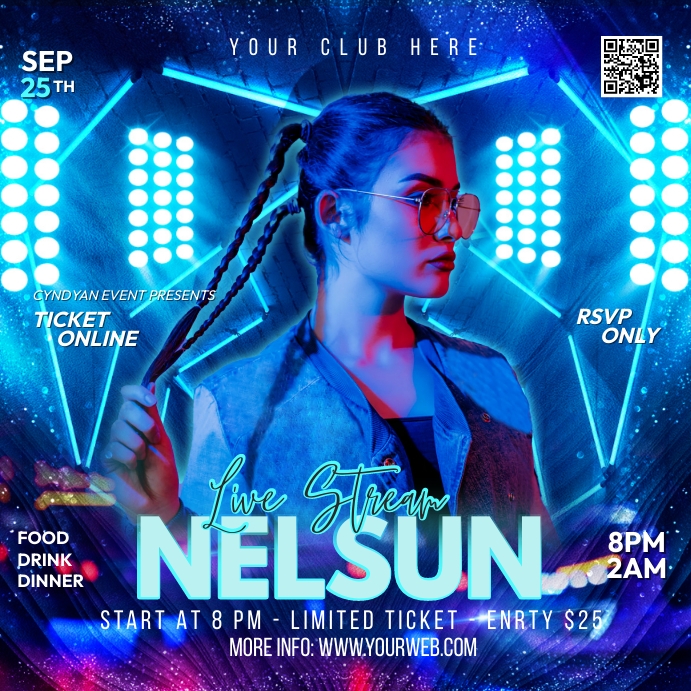 YOUR CLUB HERE
SEP
25TH
CYNDYAN EVENT PRESENTS
TICKET
ONLINE
RSVP
ONLY
Live Stream
NELSUN
FOOD
DRINK
DINNER
8PM
2AM
START AT 8 PM - LIMITED TICKET - ENRTY $25
MORE INFO: WWW.YOURWEB.COM